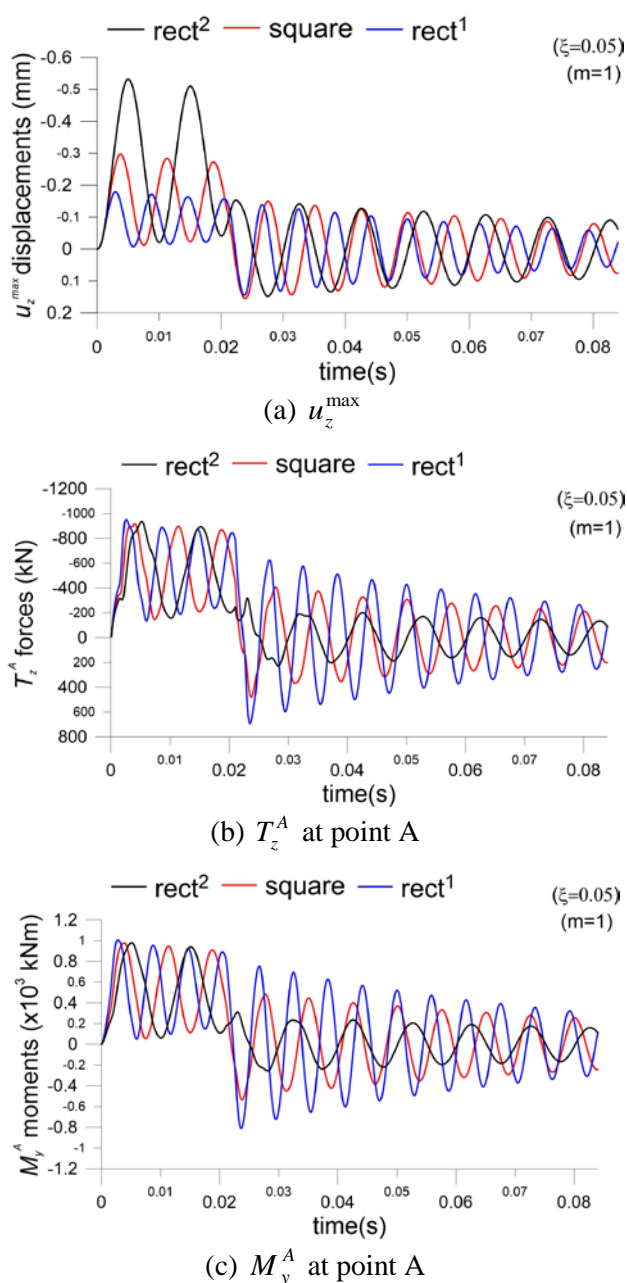 rect² square rect¹
(ξ=0.05)
(m=1)
u_z^max displacements (mm)
-0.6
-0.5
-0.4
-0.3
-0.2
-0.1
0
0.1
0.2
0 0.01 0.02 0.03 0.04 0.05 0.06 0.07 0.08
time(s)
(a) u_z^max
rect² square rect¹
(ξ=0.05)
(m=1)
T_z^A forces (kN)
-1200
-1000
-800
-600
-400
-200
0
200
400
600
800
0 0.01 0.02 0.03 0.04 0.05 0.06 0.07 0.08
time(s)
(b) T_z^A at point A
rect² square rect¹
(ξ=0.05)
(m=1)
M_y^A moments (x10³ kNm)
1.2
1
0.8
0.6
0.4
0.2
0
-0.2
-0.4
-0.6
-0.8
-1
-1.2
0 0.01 0.02 0.03 0.04 0.05 0.06 0.07 0.08
time(s)
(c) M_y^A at point A